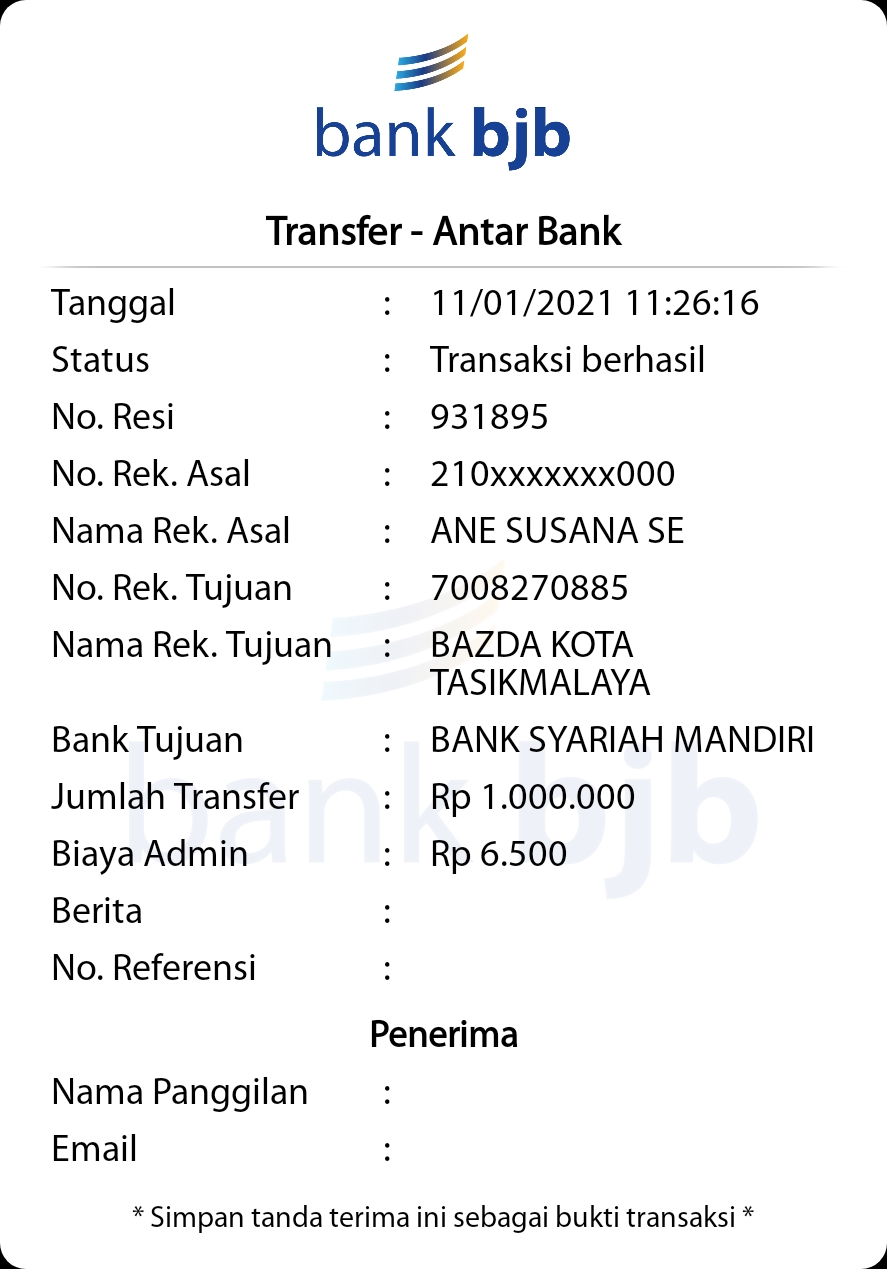 bank bjb
Transfer - Antar Bank
Tanggal : 11/01/2021 11:26:16
Status : Transaksi berhasil
No. Resi : 931895
No. Rek. Asal : 210xxxxxxx000
Nama Rek. Asal : ANE SUSANA SE
No. Rek. Tujuan : 7008270885
Nama Rek. Tujuan : BAZDA KOTA
TASIKMALAYA
Bank Tujuan : BANK SYARIAH MANDIRI
Jumlah Transfer : Rp 1.000.000
Biaya Admin : Rp 6.500
Berita :
No. Referensi :
Penerima
Nama Panggilan :
Email :
* Simpan tanda terima ini sebagai bukti transaksi *
bank bjb